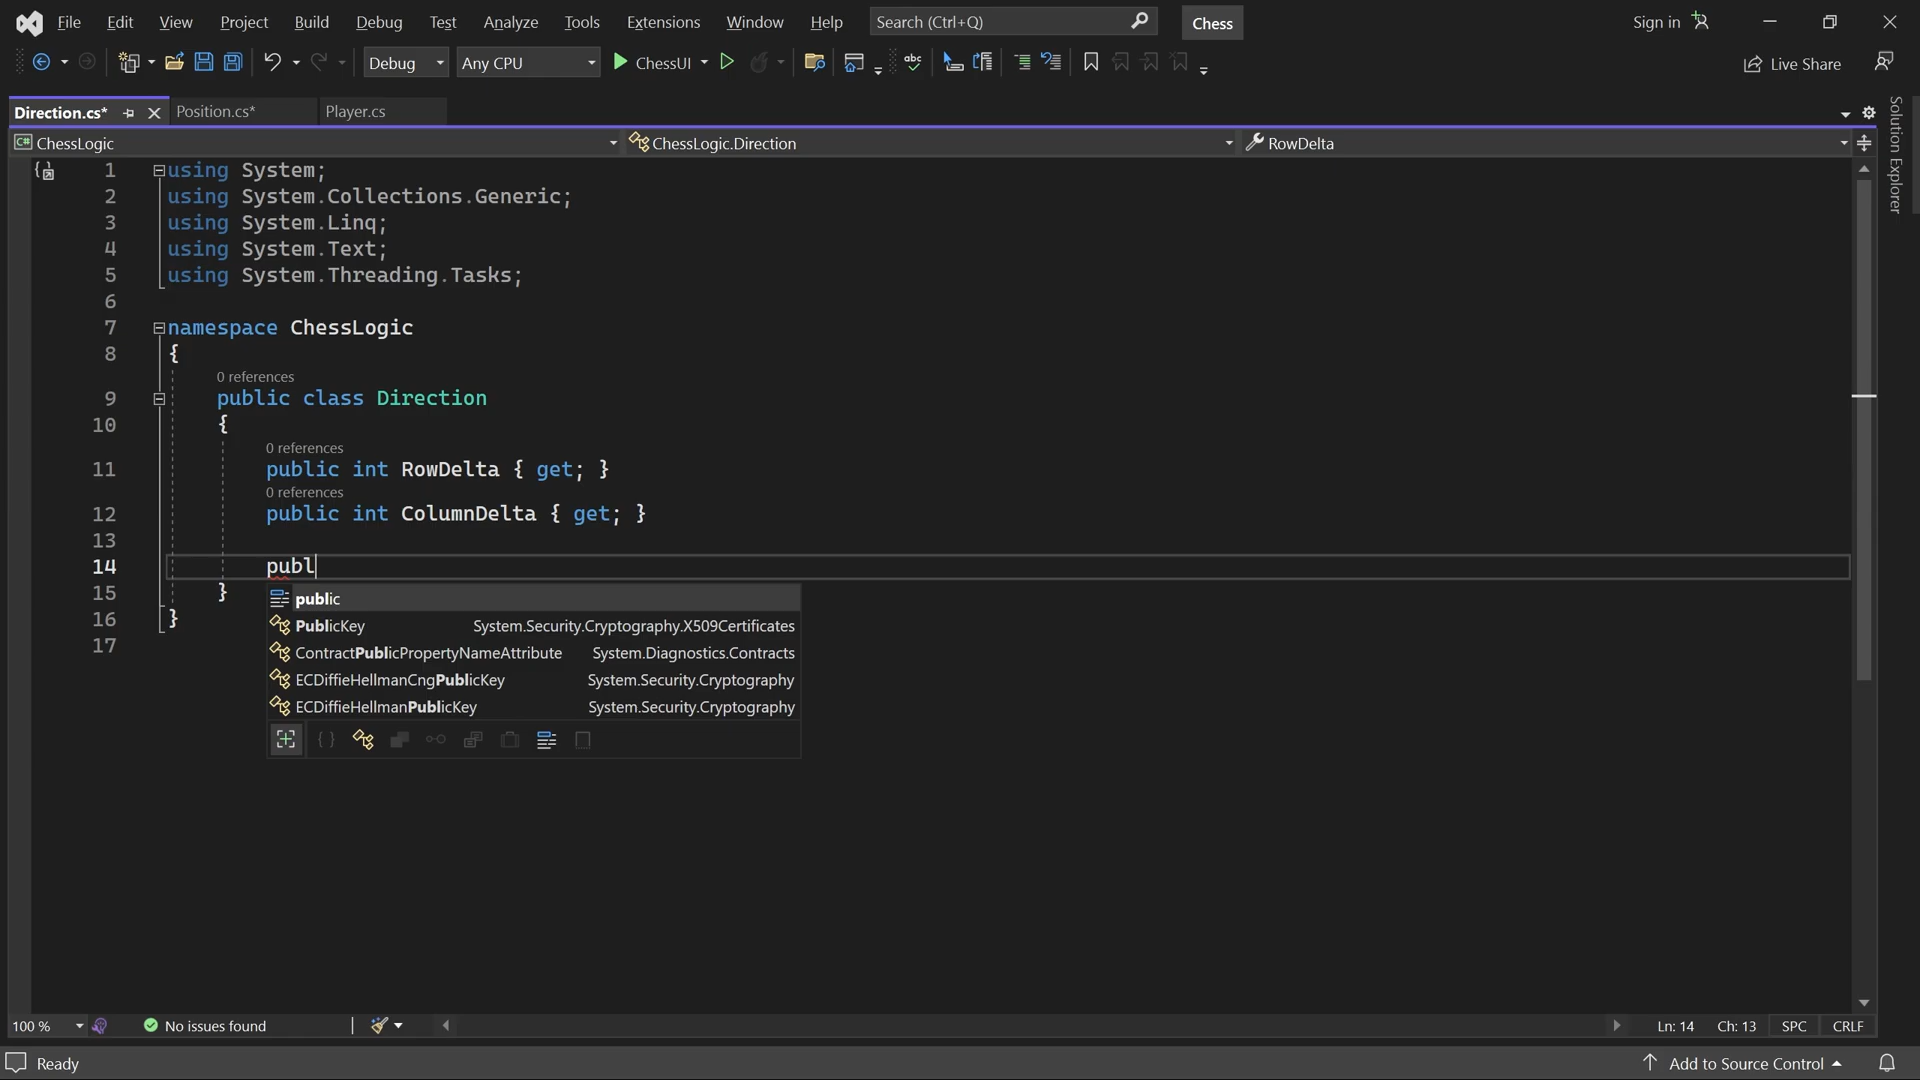 File Edit View Project Build Debug Test Analyze Tools Extensions Window Help Search (Ctrl+Q) Chess Sign in
Debug Any CPU ChessUI Live Share
Direction.cs* Position.cs* Player.cs
C# ChessLogic ChessLogic.Direction RowDelta
Solution Explorer
1 using System;
2 using System.Collections.Generic;
3 using System.Linq;
4 using System.Text;
5 using System.Threading.Tasks;
6
7 namespace ChessLogic
8 {
0 references
9 public class Direction
10 {
0 references
11 public int RowDelta { get; }
0 references
12 public int ColumnDelta { get; }
13
14 publ
15 }
16 }
17
public
PublicKey System.Security.Cryptography.X509Certificates
ContractPublicPropertyNameAttribute System.Diagnostics.Contracts
ECDiffieHellmanCngPublicKey System.Security.Cryptography
ECDiffieHellmanPublicKey System.Security.Cryptography
100 % No issues found Ln: 14 Ch: 13 SPC CRLF
Ready Add to Source Control